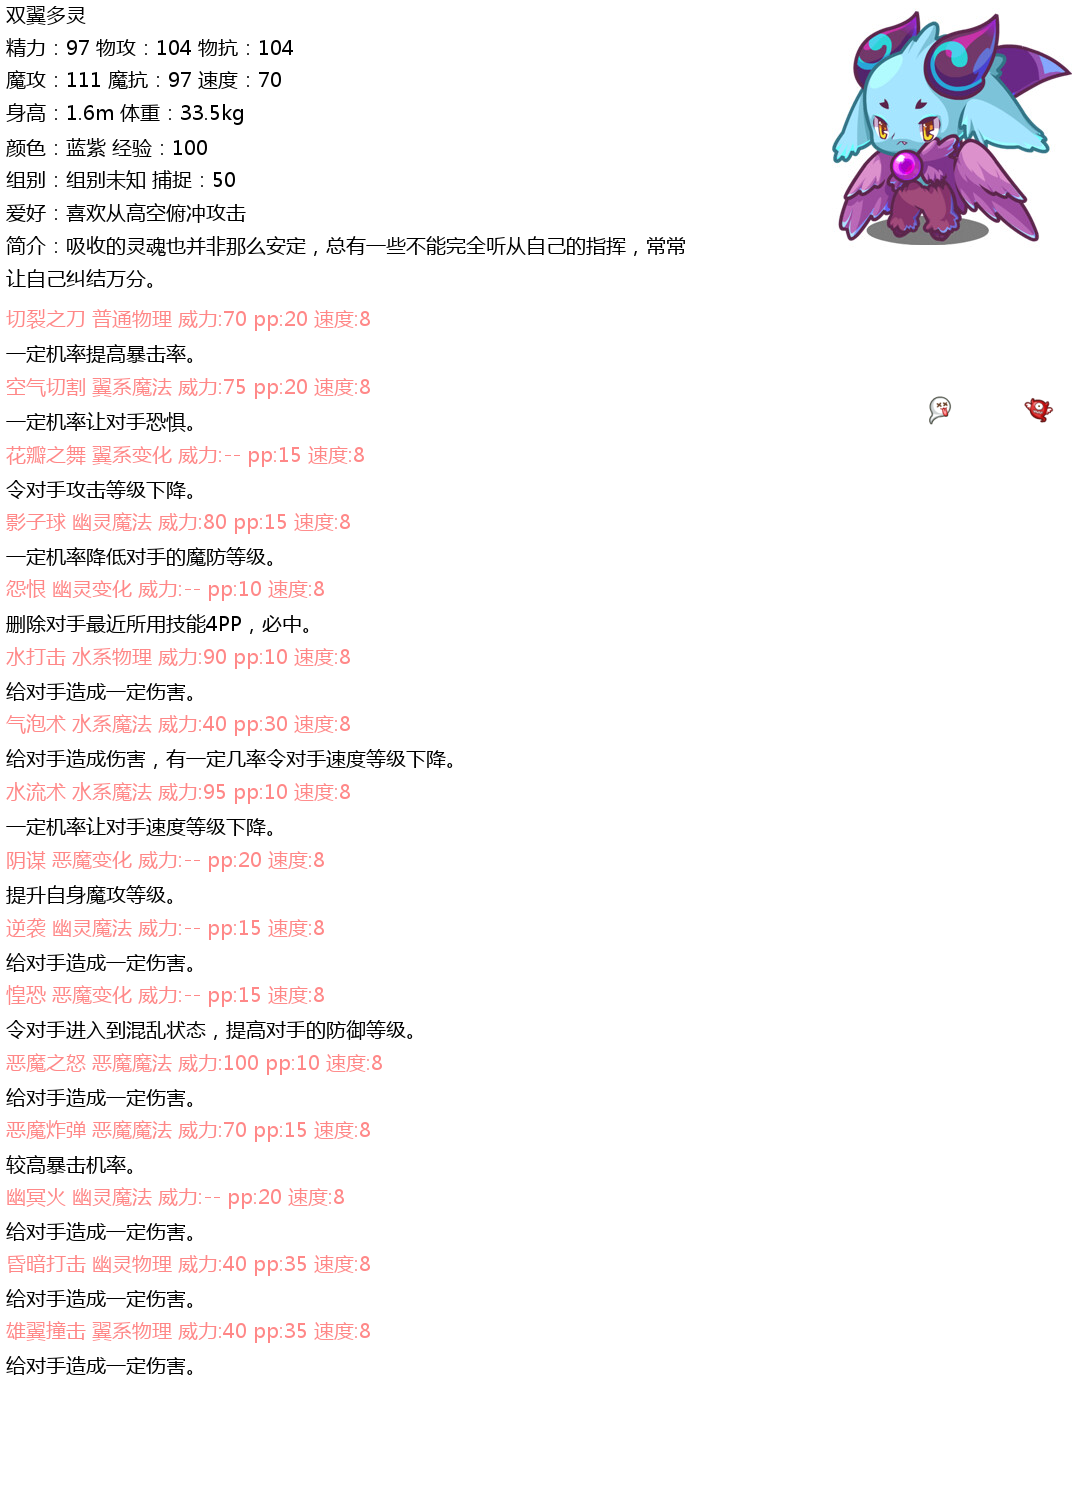 双翼多灵
精力：97 物攻：104 物抗：104
魔攻：111 魔抗：97 速度：70
身高：1.6m 体重：33.5kg
颜色：蓝紫 经验：100
组别：组别未知 捕捉：50
爱好：喜欢从高空俯冲攻击
简介：吸收的灵魂也并非那么安定，总有一些不能完全听从自己的指挥，常常
让自己纠结万分。
切裂之刀 普通物理 威力:70 pp:20 速度:8
一定机率提高暴击率。
空气切割 翼系魔法 威力:75 pp:20 速度:8
一定机率让对手恐惧。
花瓣之舞 翼系变化 威力:-- pp:15 速度:8
令对手攻击等级下降。
影子球 幽灵魔法 威力:80 pp:15 速度:8
一定机率降低对手的魔防等级。
怨恨 幽灵变化 威力:-- pp:10 速度:8
删除对手最近所用技能4PP，必中。
水打击 水系物理 威力:90 pp:10 速度:8
给对手造成一定伤害。
气泡术 水系魔法 威力:40 pp:30 速度:8
给对手造成伤害，有一定几率令对手速度等级下降。
水流术 水系魔法 威力:95 pp:10 速度:8
一定机率让对手速度等级下降。
阴谋 恶魔变化 威力:-- pp:20 速度:8
提升自身魔攻等级。
逆袭 幽灵魔法 威力:-- pp:15 速度:8
给对手造成一定伤害。
惶恐 恶魔变化 威力:-- pp:15 速度:8
令对手进入到混乱状态，提高对手的防御等级。
恶魔之怒 恶魔魔法 威力:100 pp:10 速度:8
给对手造成一定伤害。
恶魔炸弹 恶魔魔法 威力:70 pp:15 速度:8
较高暴击机率。
幽冥火 幽灵魔法 威力:-- pp:20 速度:8
给对手造成一定伤害。
昏暗打击 幽灵物理 威力:40 pp:35 速度:8
给对手造成一定伤害。
雄翼撞击 翼系物理 威力:40 pp:35 速度:8
给对手造成一定伤害。